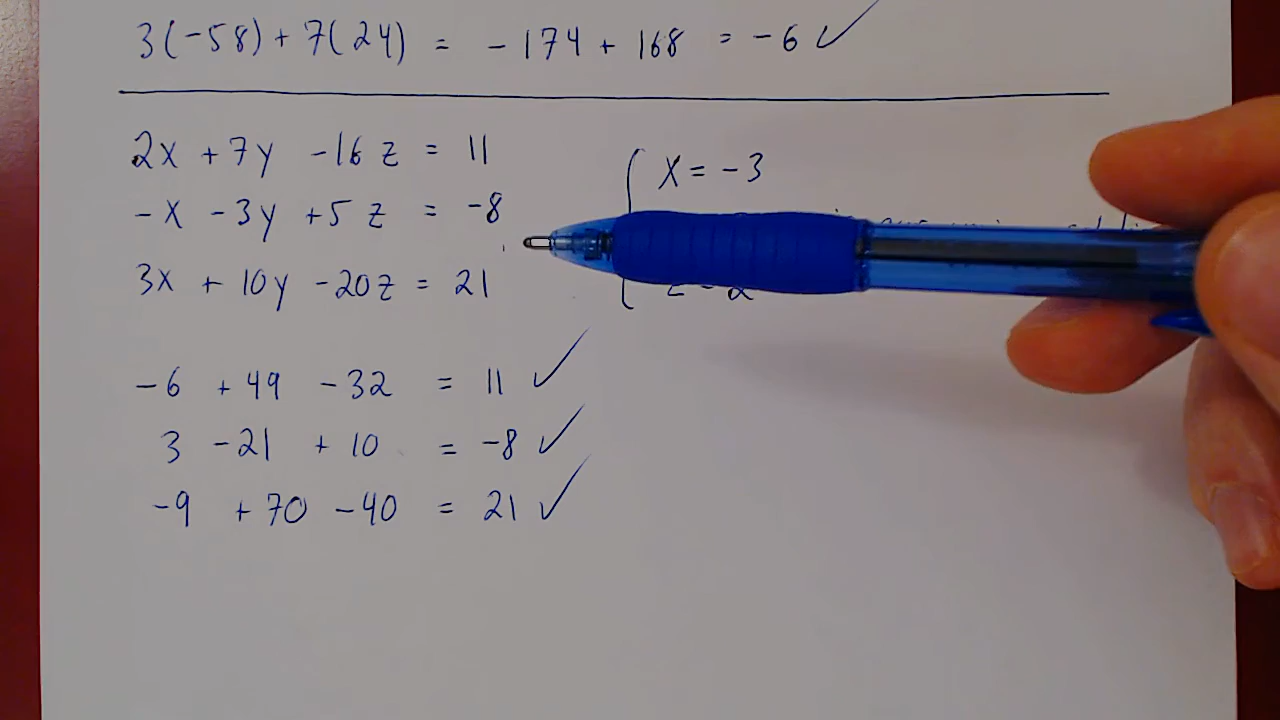 3(-58) + 7(24) = -174 + 168 = -6 ✓
2x + 7y - 16z = 11
-x - 3y + 5z = -8
3x + 10y - 20z = 21
x = -3
-6 + 49 - 32 = 11 ✓
3 - 21 + 10 = -8 ✓
-9 + 70 - 40 = 21 ✓